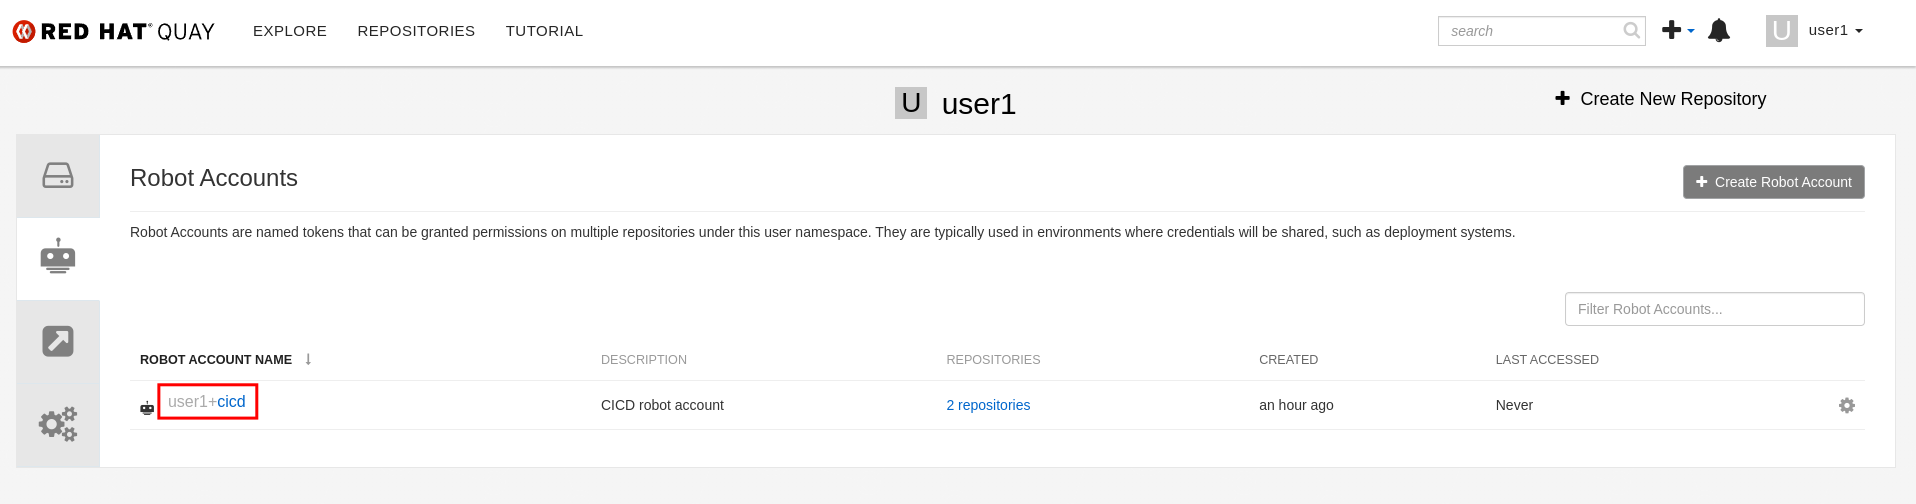 RED HAT® QUAY EXPLORE REPOSITORIES TUTORIAL search user1
U
U user1
Create New Repository
Robot Accounts
Create Robot Account
Robot Accounts are named tokens that can be granted permissions on multiple repositories under this user namespace. They are typically used in environments where credentials will be shared, such as deployment systems.
Filter Robot Accounts...
ROBOT ACCOUNT NAME ↓ DESCRIPTION REPOSITORIES CREATED LAST ACCESSED
user1+cicd CICD robot account 2 repositories an hour ago Never